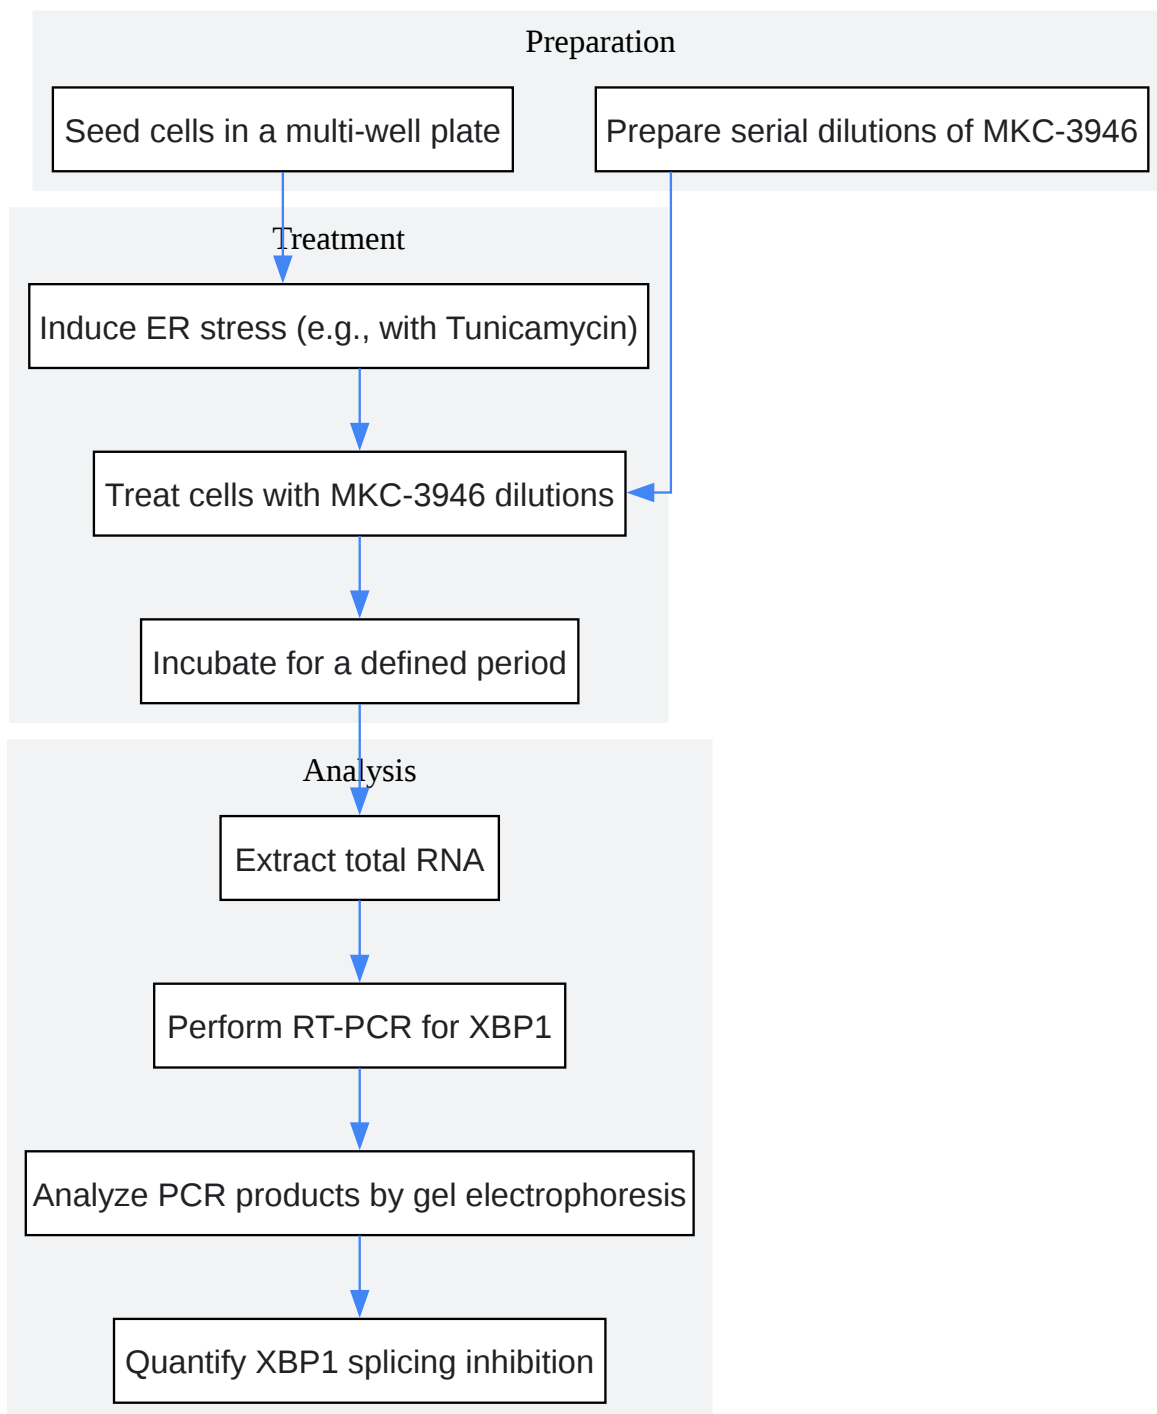 Preparation
Seed cells in a multi-well plate
Prepare serial dilutions of MKC-3946
Treatment
Induce ER stress (e.g., with Tunicamycin)
Treat cells with MKC-3946 dilutions
Incubate for a defined period
Analysis
Extract total RNA
Perform RT-PCR for XBP1
Analyze PCR products by gel electrophoresis
Quantify XBP1 splicing inhibition